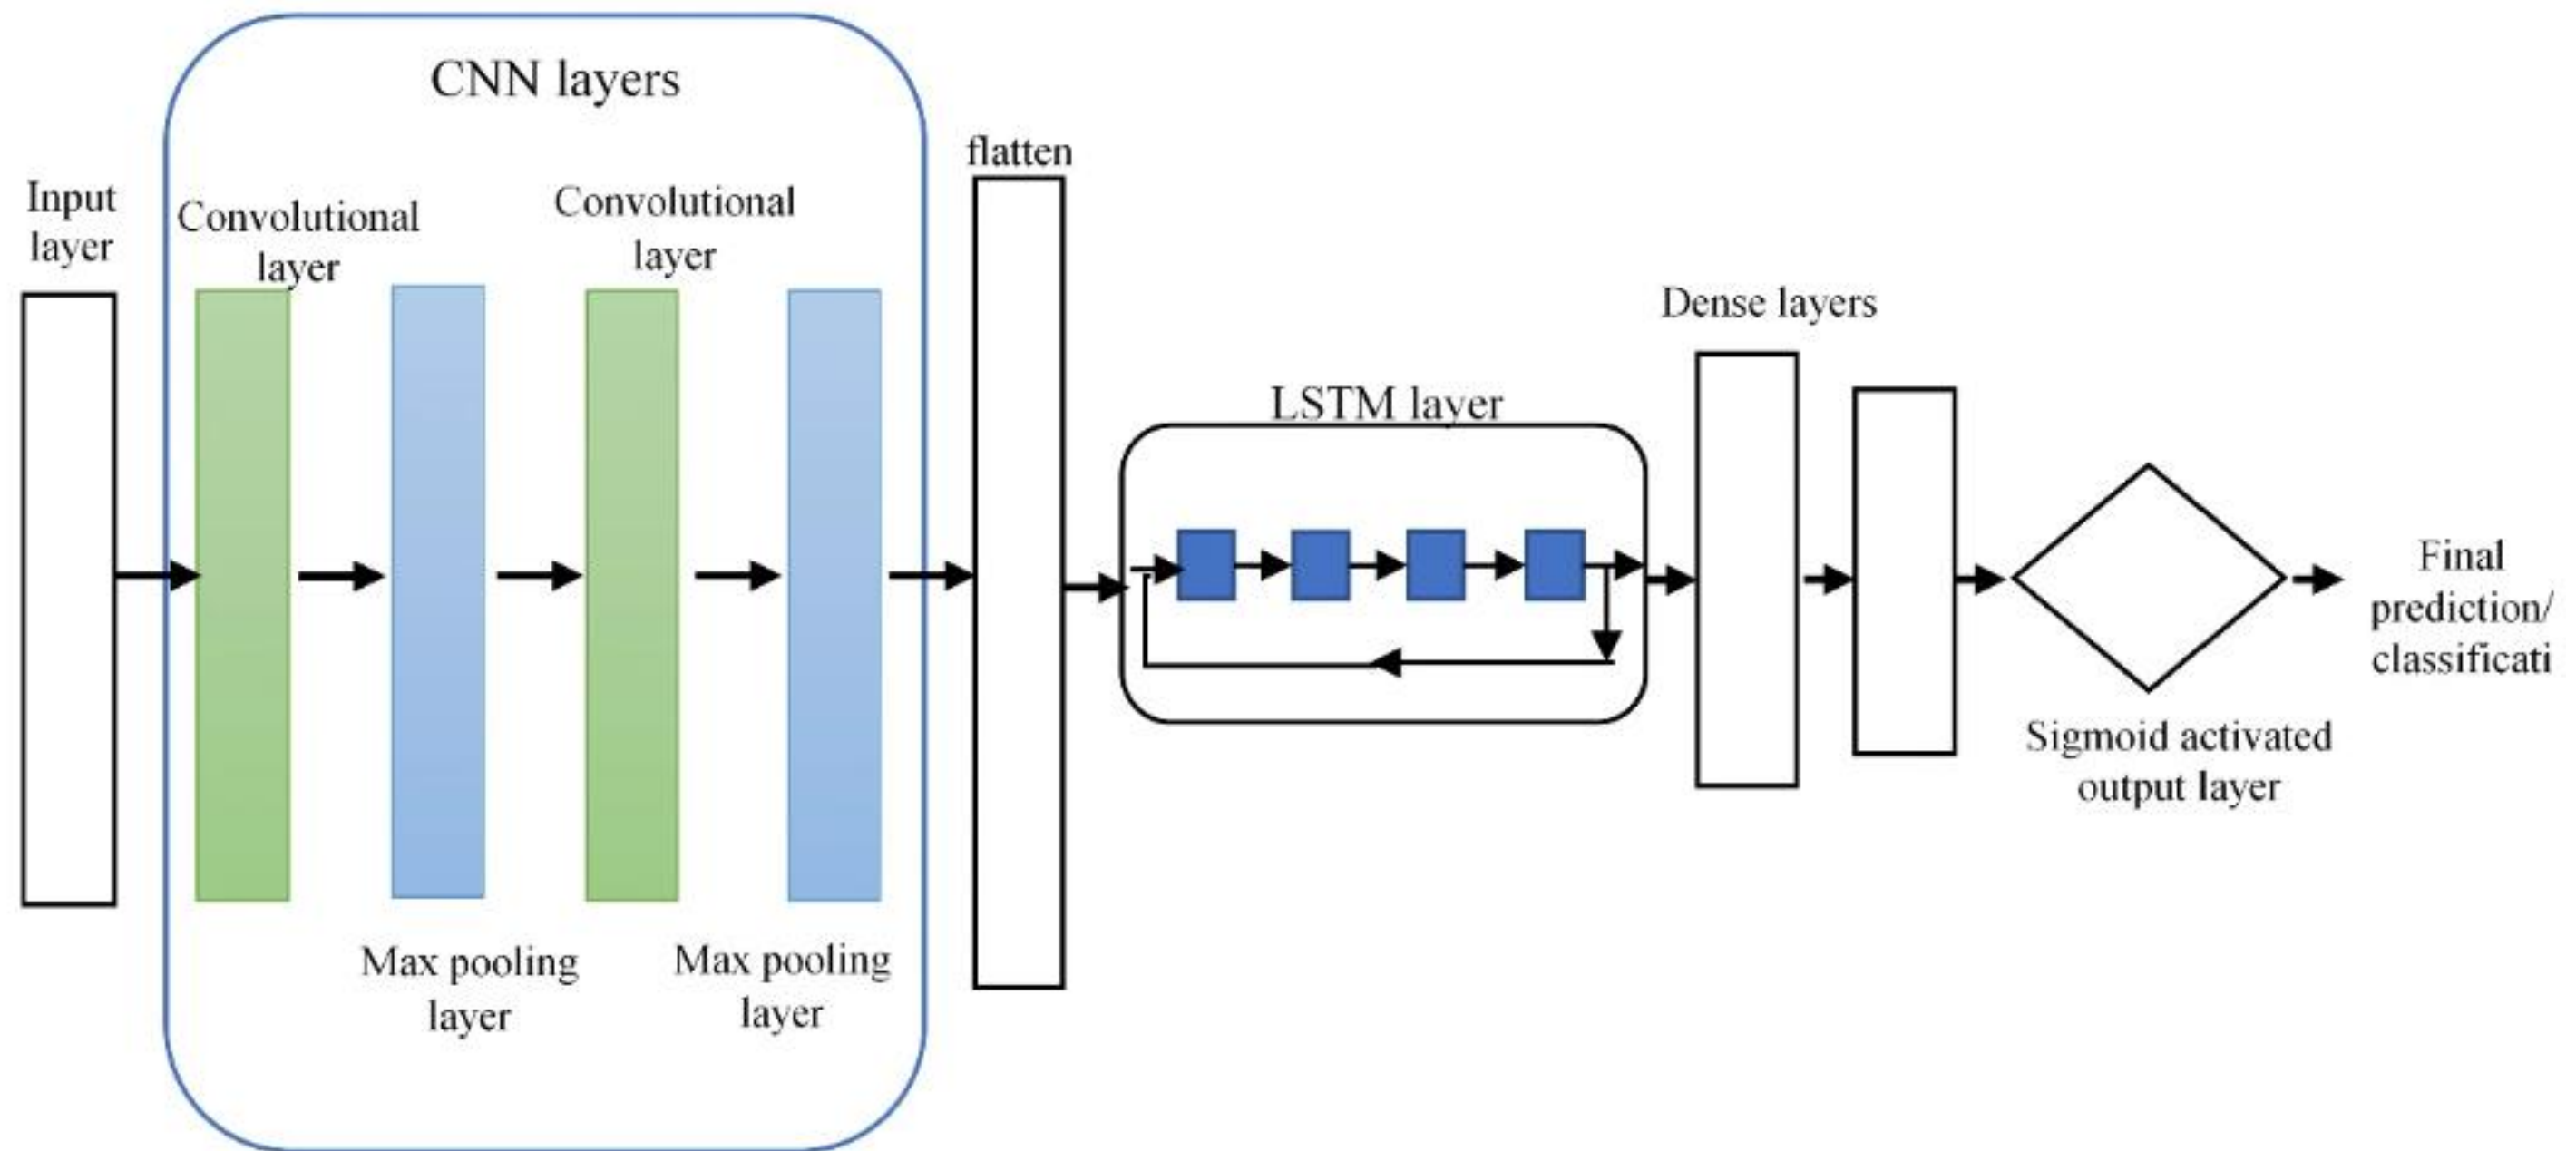 CNN layers
Input
layer
Convolutional
layer
Convolutional
layer
flatten
Max pooling
layer
Max pooling
layer
LSTM layer
Dense layers
Sigmoid activated
output layer
Final
prediction/
classificati